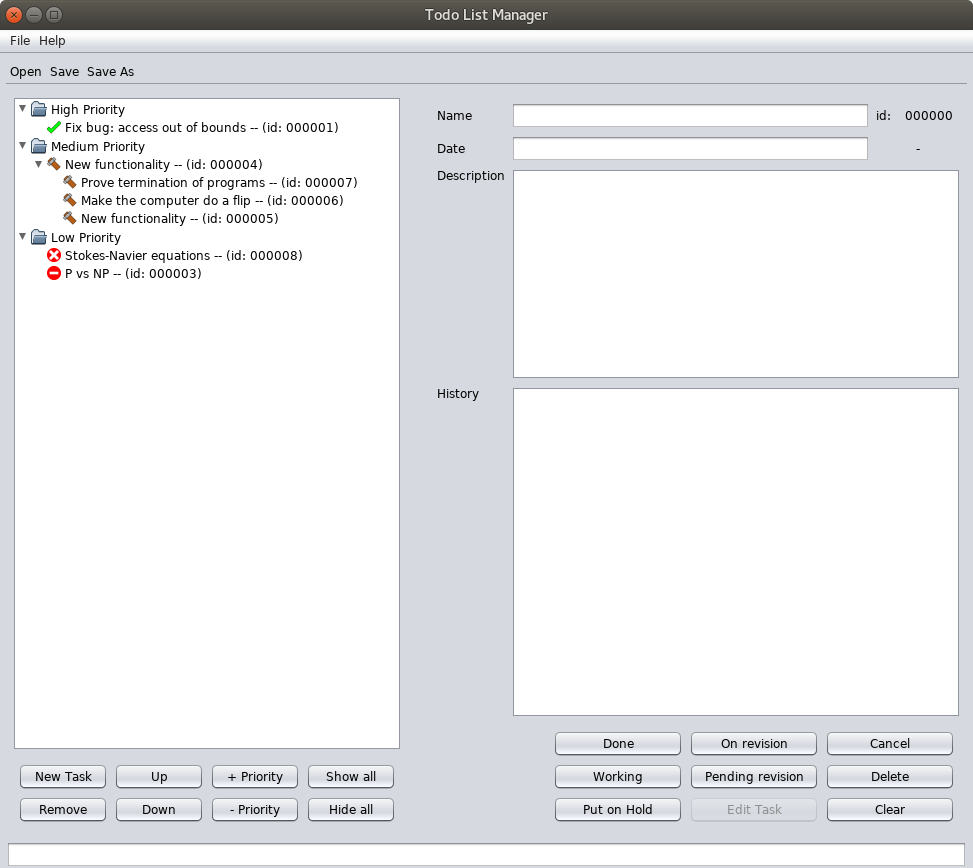 Todo List Manager
File Help
Open Save Save As
High Priority
Fix bug: access out of bounds -- (id: 000001)
Medium Priority
New functionality -- (id: 000004)
Prove termination of programs -- (id: 000007)
Make the computer do a flip -- (id: 000006)
New functionality -- (id: 000005)
Low Priority
Stokes-Navier equations -- (id: 000008)
P vs NP -- (id: 000003)
Name id: 000000
Date -
Description
History
Done On revision Cancel
New Task Up + Priority Show all
Working Pending revision Delete
Remove Down - Priority Hide all
Put on Hold Edit Task Clear